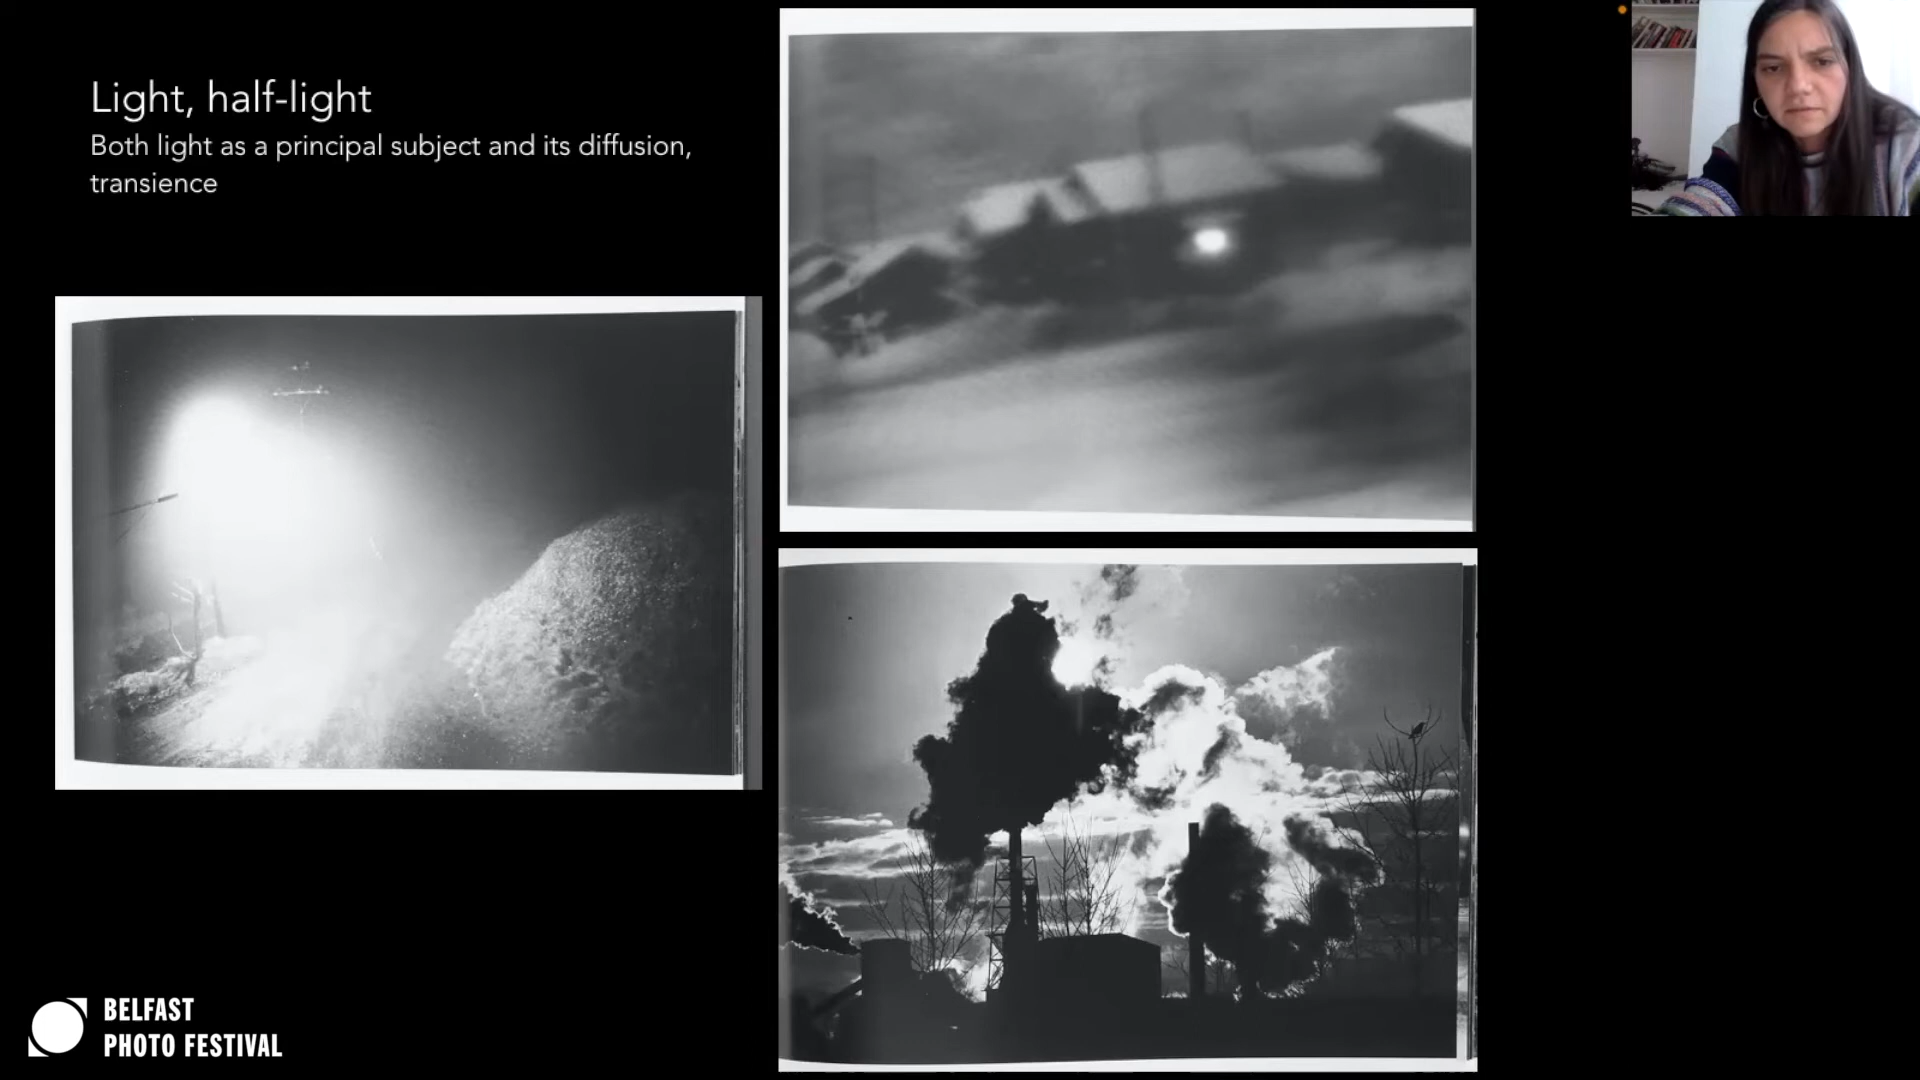 Light, half-light
Both light as a principal subject and its diffusion,
transience
BELFAST
PHOTO FESTIVAL